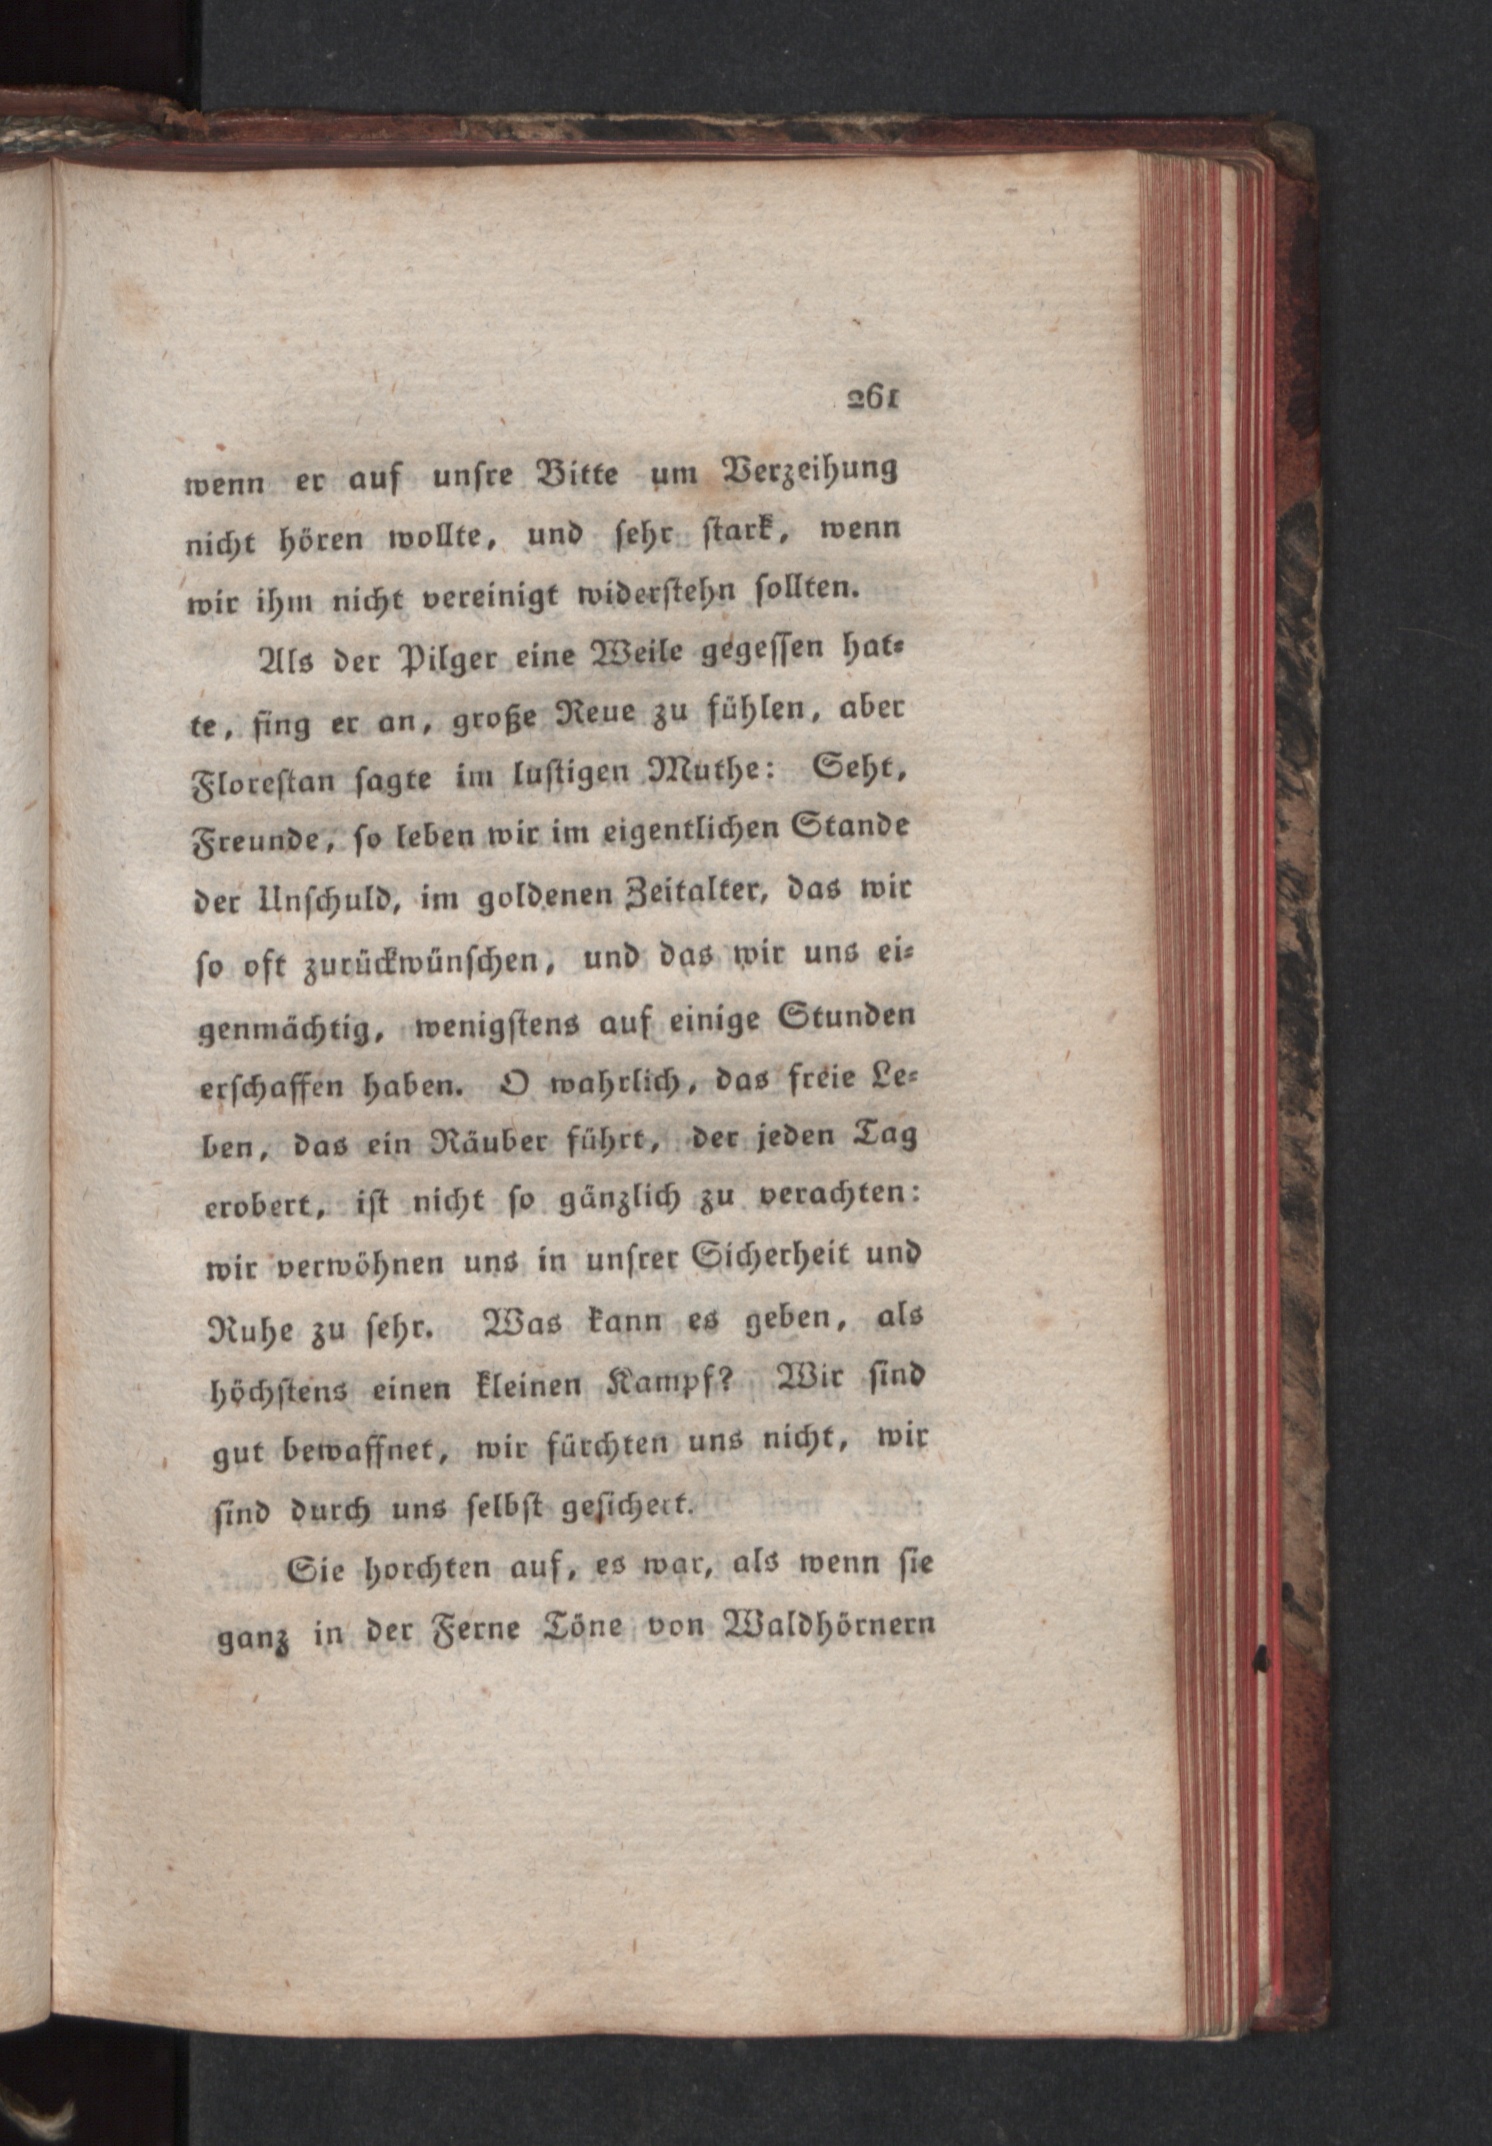 261
wenn er auf unſre Bitte um Verzeihung
nicht hören wollte, und ſehr ſtark, wenn
wir ihm nicht vereinigt widerſtehn ſollten.
Als der Pilger eine Weile gegeſſen hat⸗
te, fing er an, große Reue zu fühlen, aber
Floreſtan ſagte im luſtigen Muthe: Seht,
Freunde, ſo leben wir im eigentlichen Stande
der Unſchuld, im goldenen Zeitalter, das wir
ſo oft zurückwünſchen, und das wir uns ei⸗
genmächtig, wenigſtens auf einige Stunden
erſchaffen haben. O wahrlich, das freie Le⸗
ben, das ein Räuber führt, der jeden Tag
erobert, iſt nicht ſo gänzlich zu verachten:
wir verwöhnen uns in unſrer Sicherheit und
Ruhe zu ſehr. Was kann es geben, als
höchſtens einen kleinen Kampf? Wir ſind
gut bewaffnet, wir fürchten uns nicht, wir
ſind durch uns ſelbſt geſichert.
Sie horchten auf, es war, als wenn ſie
ganz in der Ferne Töne von Waldhörnern